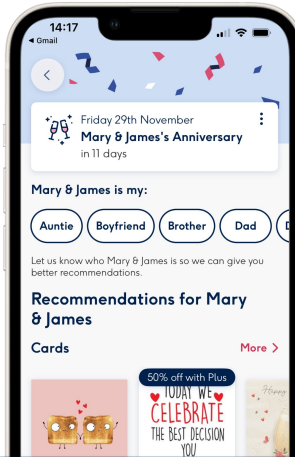 14:17
◀ Gmail
Friday 29th November
Mary & James's Anniversary
in 11 days
Mary & James is my:
Auntie
Boyfriend
Brother
Dad
Let us know who Mary & James is so we can give you
better recommendations.
Recommendations for Mary
& James
Cards
More >
50% off with Plus
TODAY WE
CELEBRATE
THE BEST DECISION
YOU